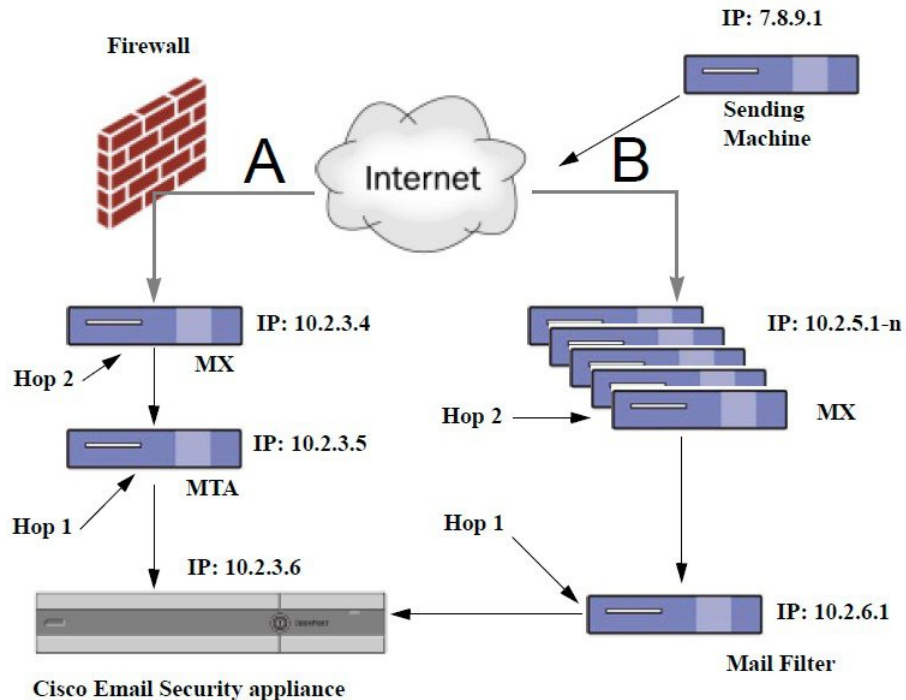 IP: 7.8.9.1
Firewall
Sending
Machine
A
Internet
B
IP: 10.2.3.4
MX
Hop 2
IP: 10.2.5.1-n
MX
Hop 2
IP: 10.2.3.5
MTA
Hop 1
Hop 1
IP: 10.2.3.6
IP: 10.2.6.1
Mail Filter
Cisco Email Security appliance